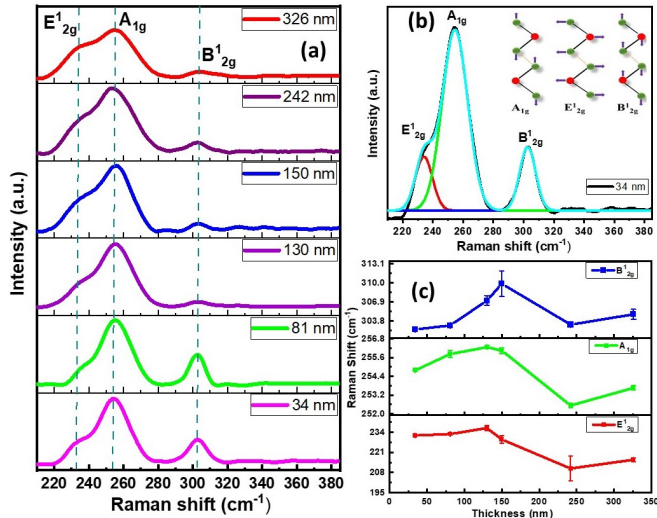 E¹₂g
A₁g
B¹₂g
(a)
326 nm
242 nm
150 nm
130 nm
81 nm
34 nm
Intensity (a.u.)
220 240 260 280 300 320 340 360 380
Raman shift (cm⁻¹)
(b)
A₁g
E¹₂g
B¹₂g
A₁g
E¹₂g
B¹₂g
34 nm
Intensity (a.u.)
220 240 260 280 300 320 340 360 380
Raman shift (cm⁻¹)
(c)
313.1
310.0
306.9
303.8
B¹₂g
256.8
255.6
254.4
253.2
252.0
A₁g
234
221
208
195
E¹₂g
Raman Shift (cm⁻¹)
0 50 100 150 200 250 300 350
Thickness (nm)